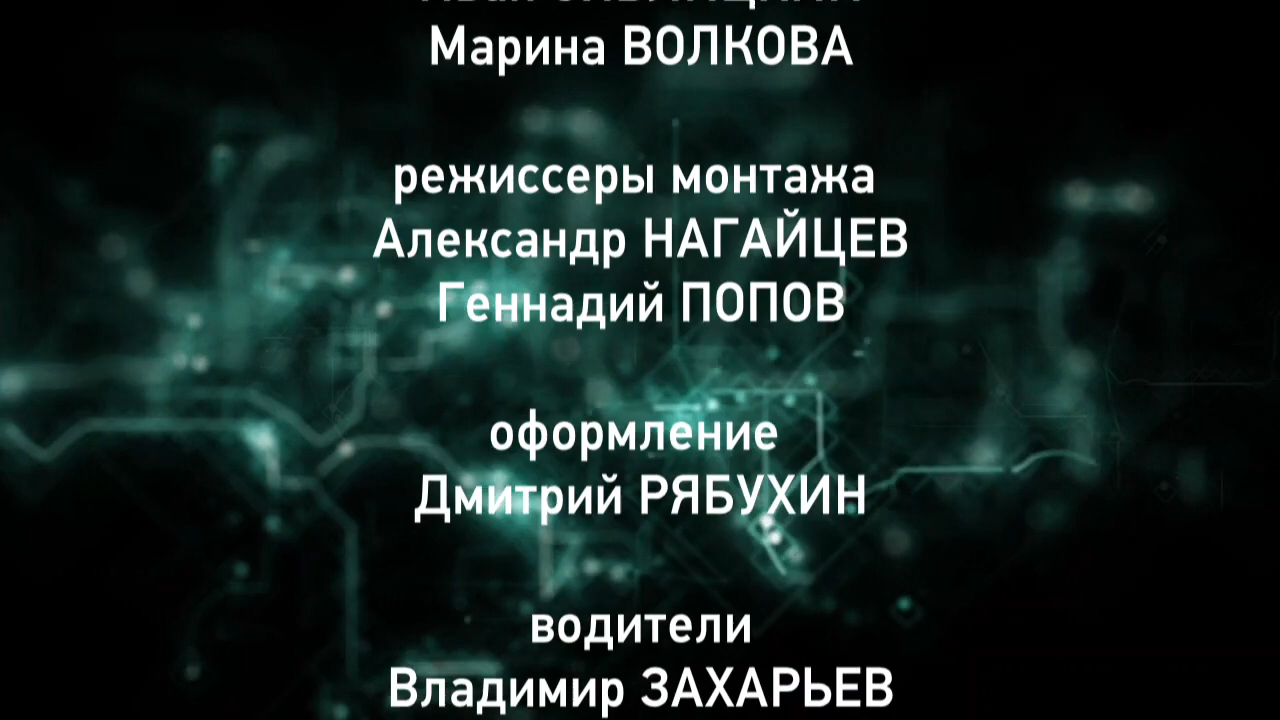 Марина ВОЛКОВА
режиссеры монтажа
Александр НАГАЙЦЕВ
Геннадий ПОПОВ
оформление
Дмитрий РЯБУХИН
водители
Владимир ЗАХАРЬЕВ